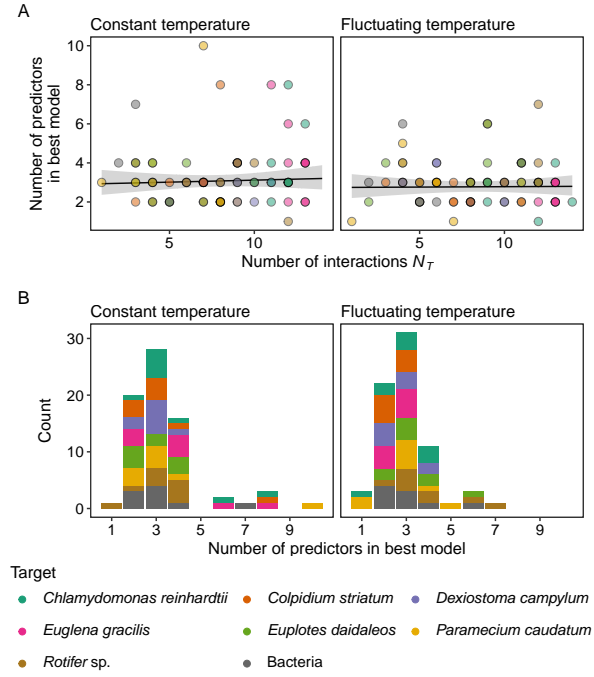 A
Constant temperature
Fluctuating temperature
Number of predictors
in best model
10
8
6
4
2
5
10
5
10
Number of interactions N_T
B
Constant temperature
Fluctuating temperature
Count
30
20
10
0
1
3
5
7
9
1
3
5
7
9
Number of predictors in best model
Target
Chlamydomonas reinhardtii
Colpidium striatum
Dexiostoma campylum
Euglena gracilis
Euplotes daidaleos
Paramecium caudatum
Rotifer sp.
Bacteria